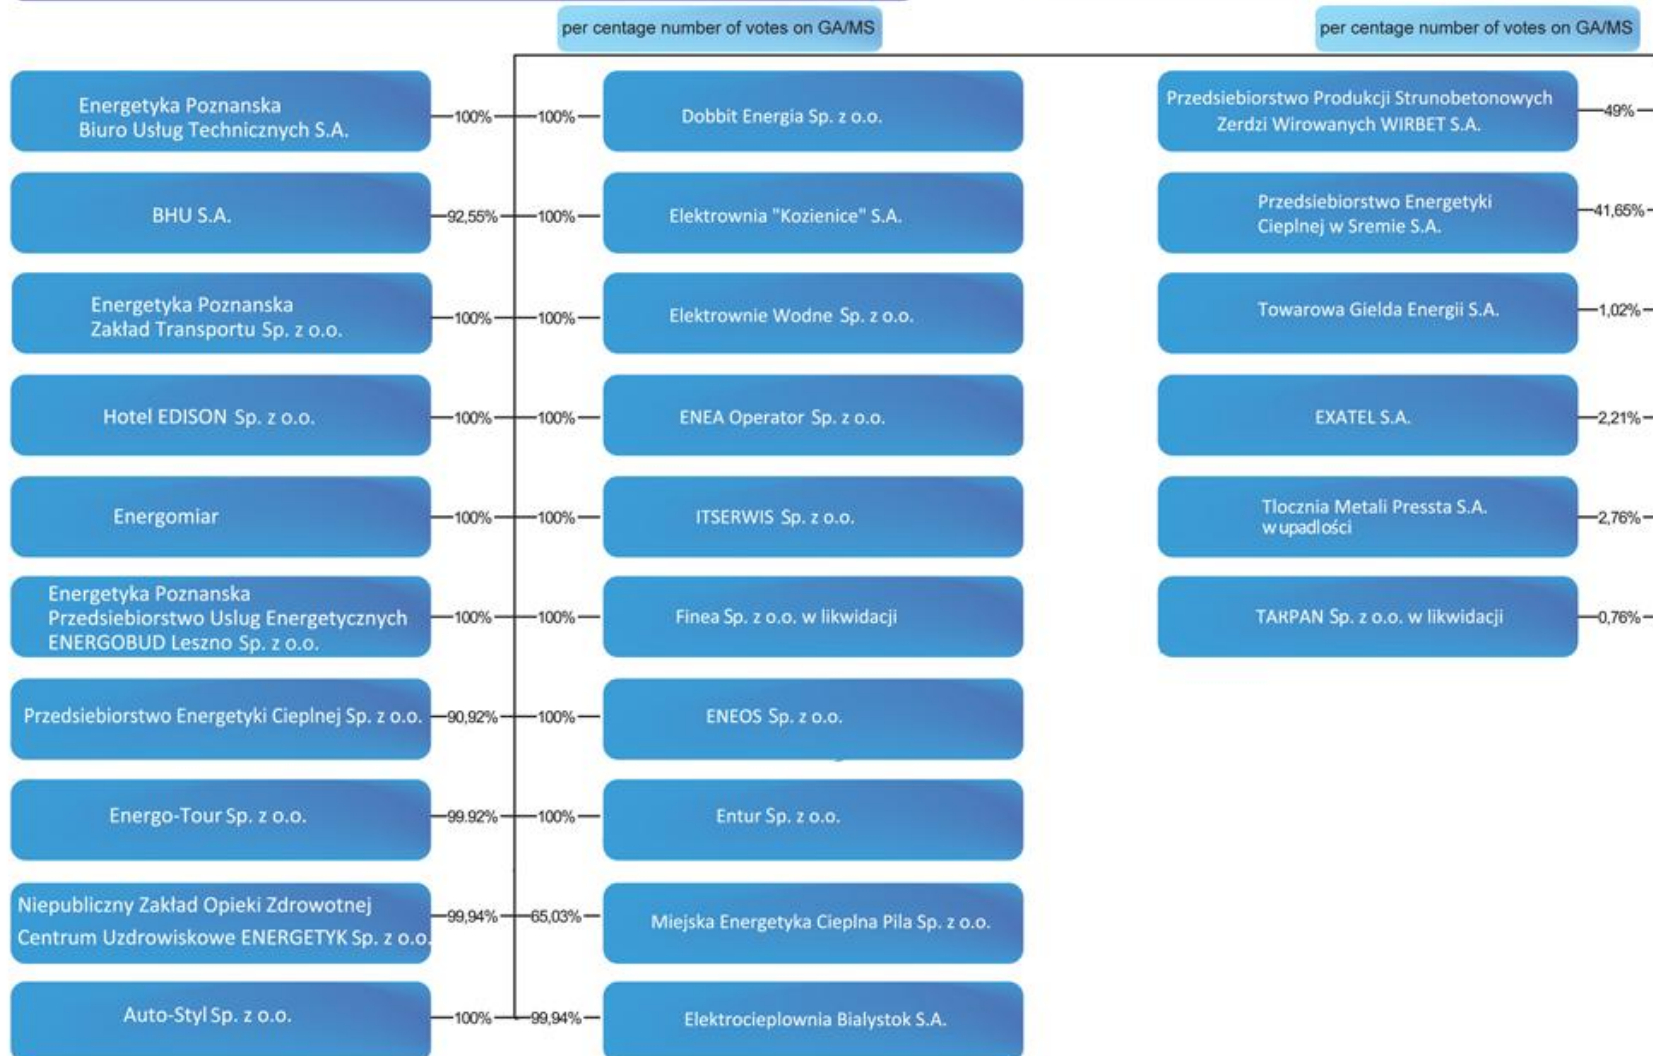 per centage number of votes on GA/MS
per centage number of votes on GA/MS
Energetyka Poznanska
Biuro Usług Technicznych S.A.
100%
100%
Dobbit Energia Sp. z o.o.
Przedsiebiorstwo Produkcji Strunobetonowych
Zerdzi Wirowanych WIRBET S.A.
49%
BHU S.A.
92,55%
100%
Elektrownia "Kozienice" S.A.
Przedsiebiorstwo Energetyki
Cieplnej w Sremie S.A.
41,65%
Energetyka Poznanska
Zakład Transportu Sp. z o.o.
100%
100%
Elektrownie Wodne Sp. z o.o.
Towarowa Gielda Energii S.A.
1,02%
Hotel EDISON Sp. z o.o.
100%
100%
ENEA Operator Sp. z o.o.
EXATEL S.A.
2,21%
Energomiar
100%
100%
ITSERWIS Sp. z o.o.
Tlocznia Metali Pressta S.A.
w upadlości
2,76%
Energetyka Poznanska
Przedsiebiorstwo Uslug Energetycznych
ENERGOBUD Leszno Sp. z o.o.
100%
100%
Finea Sp. z o.o. w likwidacji
TARPAN Sp. z o.o. w likwidacji
0,76%
Przedsiebiorstwo Energetyki Cieplnej Sp. z o.o.
90,92%
100%
ENEOS Sp. z o.o.
Energo-Tour Sp. z o.o.
99.92%
100%
Entur Sp. z o.o.
Niepubliczny Zakład Opieki Zdrowotnej
Centrum Uzdrowiskowe ENERGETYK Sp. z o.o.
99,94%
65,03%
Miejska Energetyka Cieplna Pila Sp. z o.o.
Auto-Styl Sp. z o.o.
100%
99,94%
Elektrocieplownia Bialystok S.A.